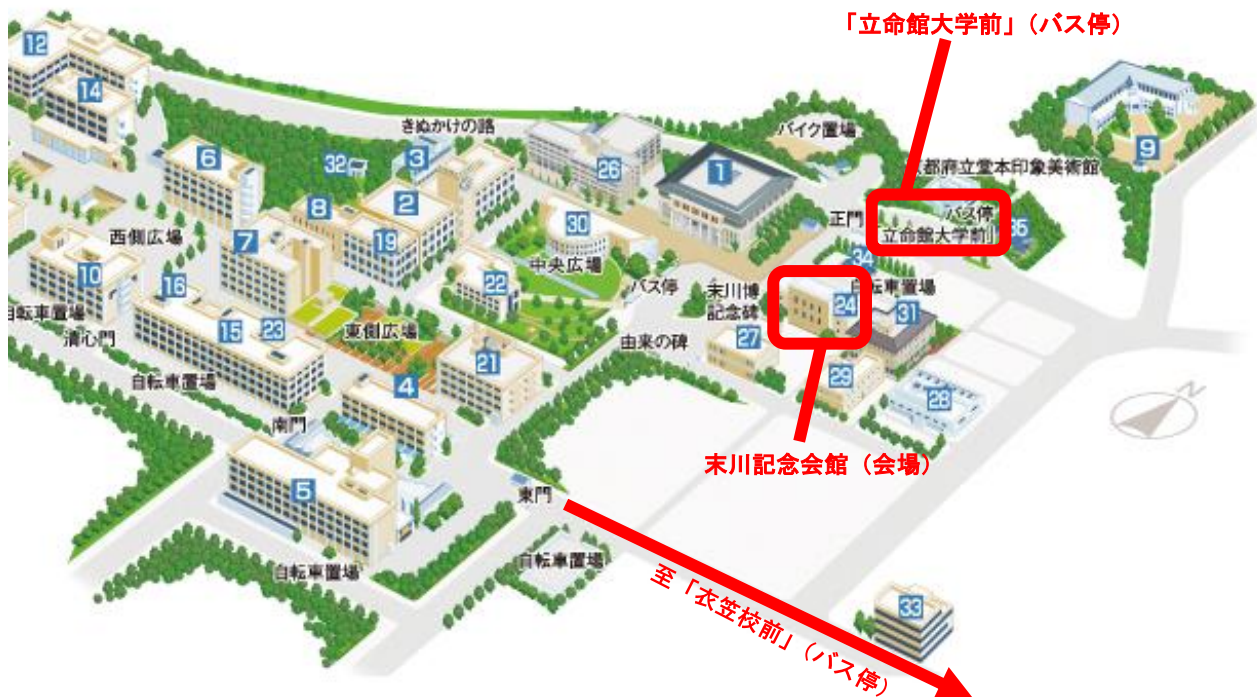 「立命館大学前」(バス停)
12
14
きぬかけの路
バイク置場
9
6
32
3
26
1
京都府立堂本印象美術館
8
2
バス停
正門
「立命館大学前」
35
西側広場
7
19
30
中央広場
34
10
16
22
バス停
末川博
記念碑
自転車置場
24
31
自転車置場
清心門
15
23
東側広場
由来の碑
27
自転車置場
21
4
29
28
南門
末川記念会館(会場)
5
東門
自転車置場
自転車置場
至「衣笠校前」(バス停)
33
N